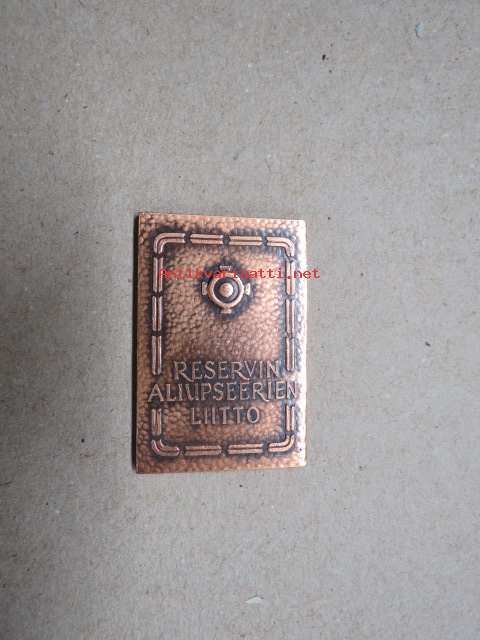 Antikvariaatti.net
RESERVIN
ALIUPSEERIEN
LIITTO